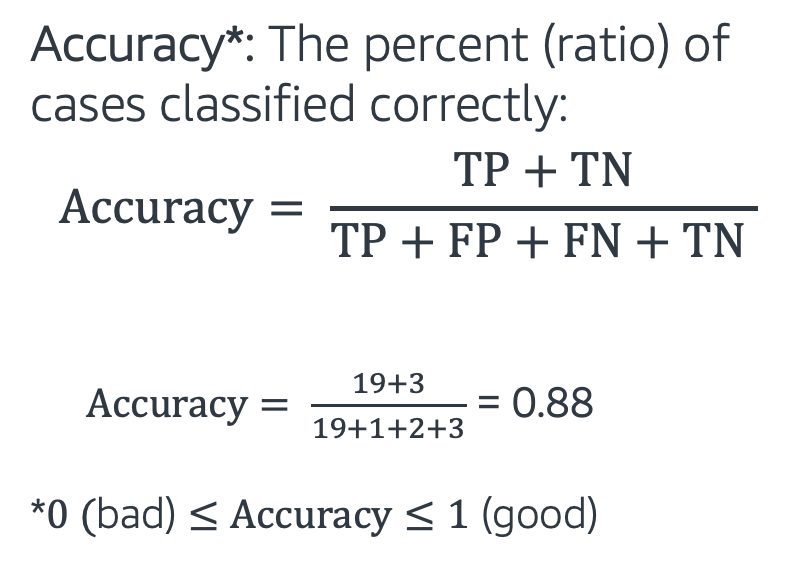 Accuracy*: The percent (ratio) of
cases classified correctly:
Accuracy = TP + TN / TP + FP + FN + TN
Accuracy = 19+3 / 19+1+2+3 = 0.88
*0 (bad) ≤ Accuracy ≤ 1 (good)